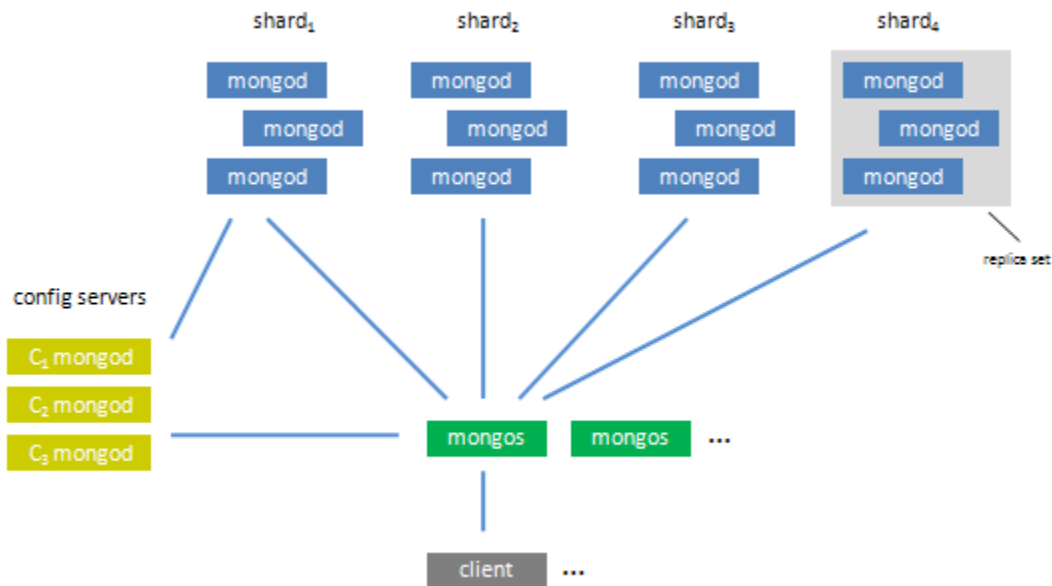 shard₁ shard₂ shard₃ shard₄
mongod mongod mongod mongod
mongod mongod mongod mongod
mongod mongod mongod mongod
replica set
config servers
C₁ mongod
C₂ mongod
C₃ mongod
mongos mongos ...
client ...